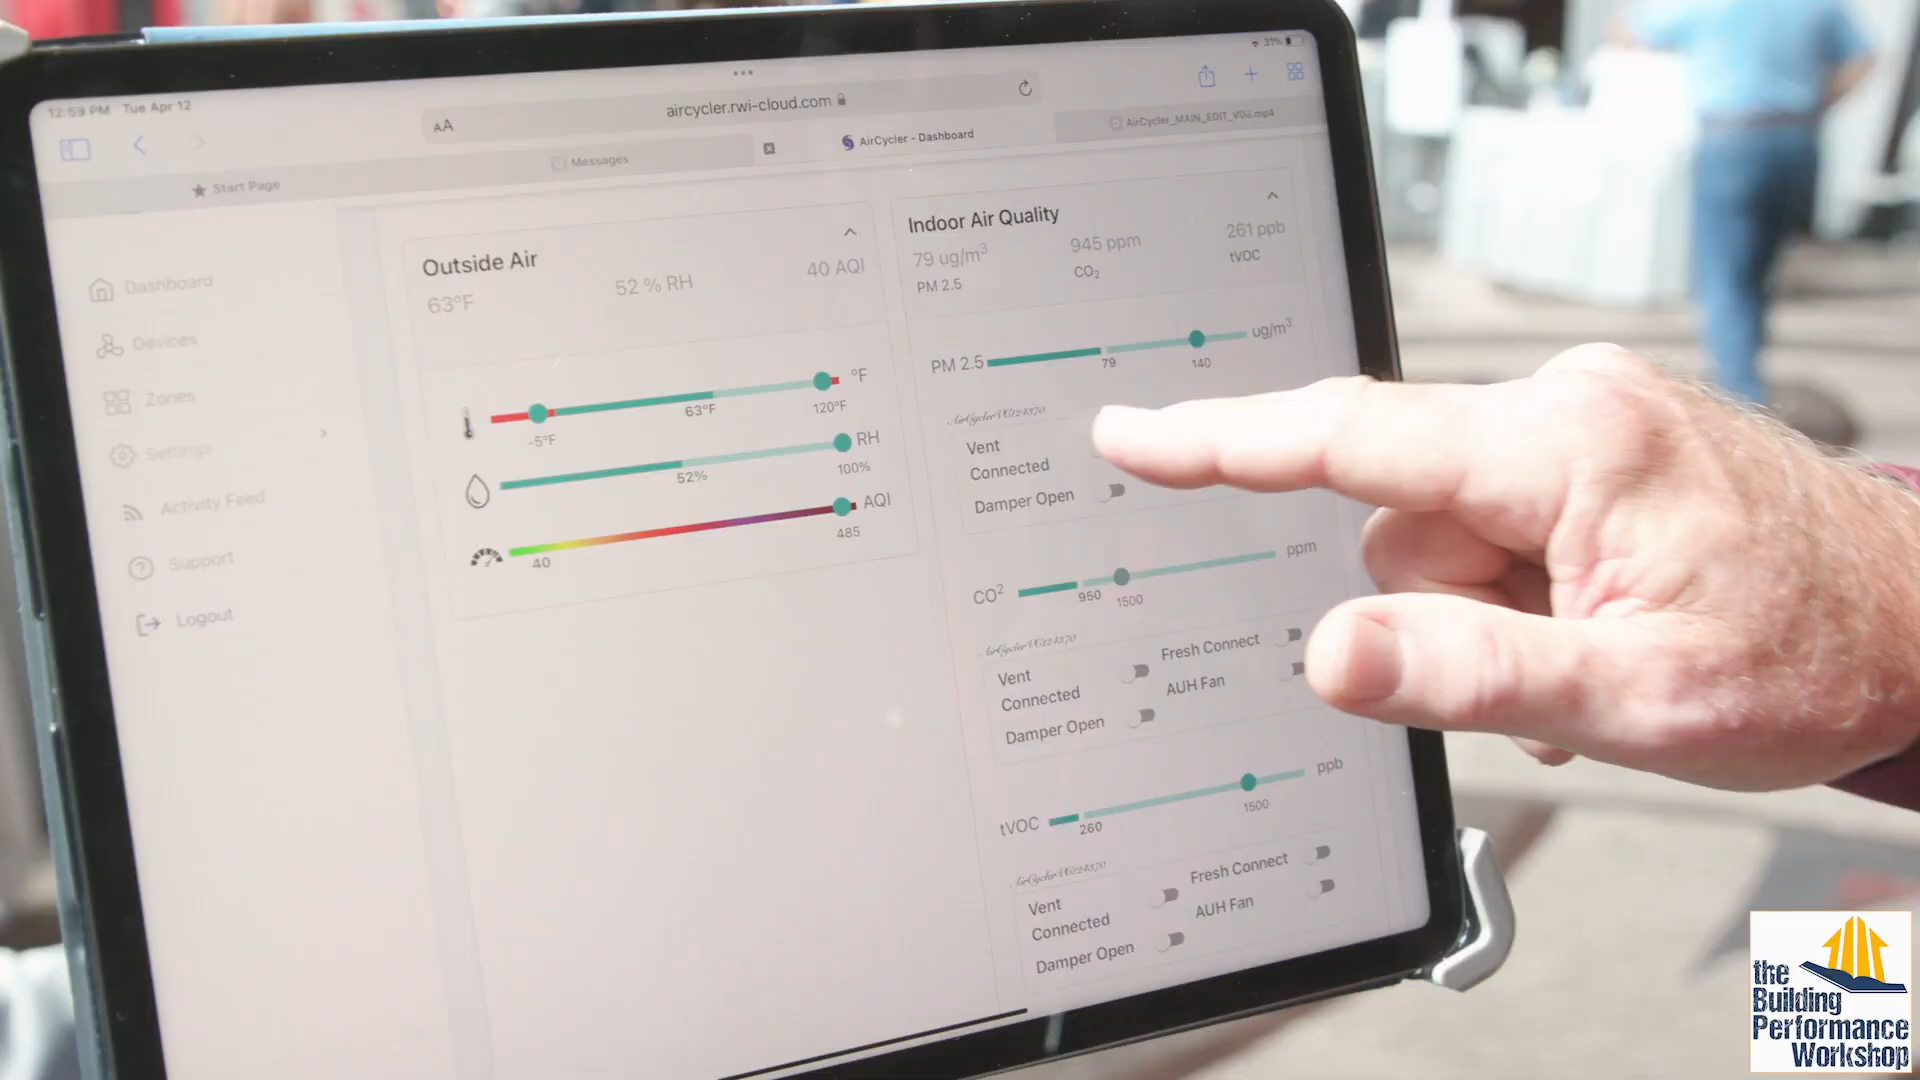 12:59 PM Tue Apr 12
31%
AA
aircycler.rwi-cloud.com
Start Page
Messages
AirCycler - Dashboard
AirCycler_MAIN_EDIT_V06.mp4
Dashboard
Devices
Zones
Settings
Activity Feed
Support
Logout
Outside Air
63°F
52 % RH
40 AQI
°F
-5°F
63°F
120°F
RH
52%
100%
AQI
40
485
Indoor Air Quality
79 ug/m³
945 ppm
261 ppb
PM 2.5
CO₂
tVOC
PM 2.5
ug/m³
79
140
Vent
Connected
Damper Open
CO²
ppm
950
1500
Vent
Connected
Fresh Connect
AUH Fan
Damper Open
tVOC
ppb
260
1500
Vent
Connected
Fresh Connect
AUH Fan
Damper Open
the
Building
Performance
Workshop